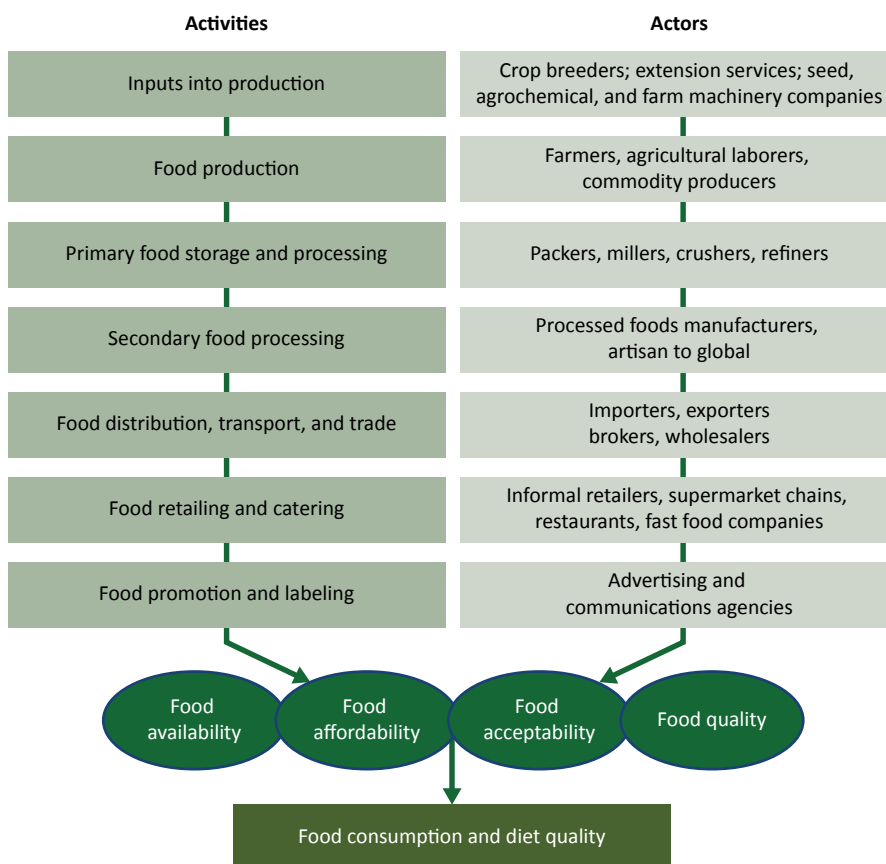 Activities
Actors
Inputs into production
Crop breeders; extension services; seed,
agrochemical, and farm machinery companies
Food production
Farmers, agricultural laborers,
commodity producers
Primary food storage and processing
Packers, millers, crushers, refiners
Secondary food processing
Processed foods manufacturers,
artisan to global
Food distribution, transport, and trade
Importers, exporters
brokers, wholesalers
Food retailing and catering
Informal retailers, supermarket chains,
restaurants, fast food companies
Food promotion and labeling
Advertising and
communications agencies
Food
availability
Food
affordability
Food
acceptability
Food quality
Food consumption and diet quality